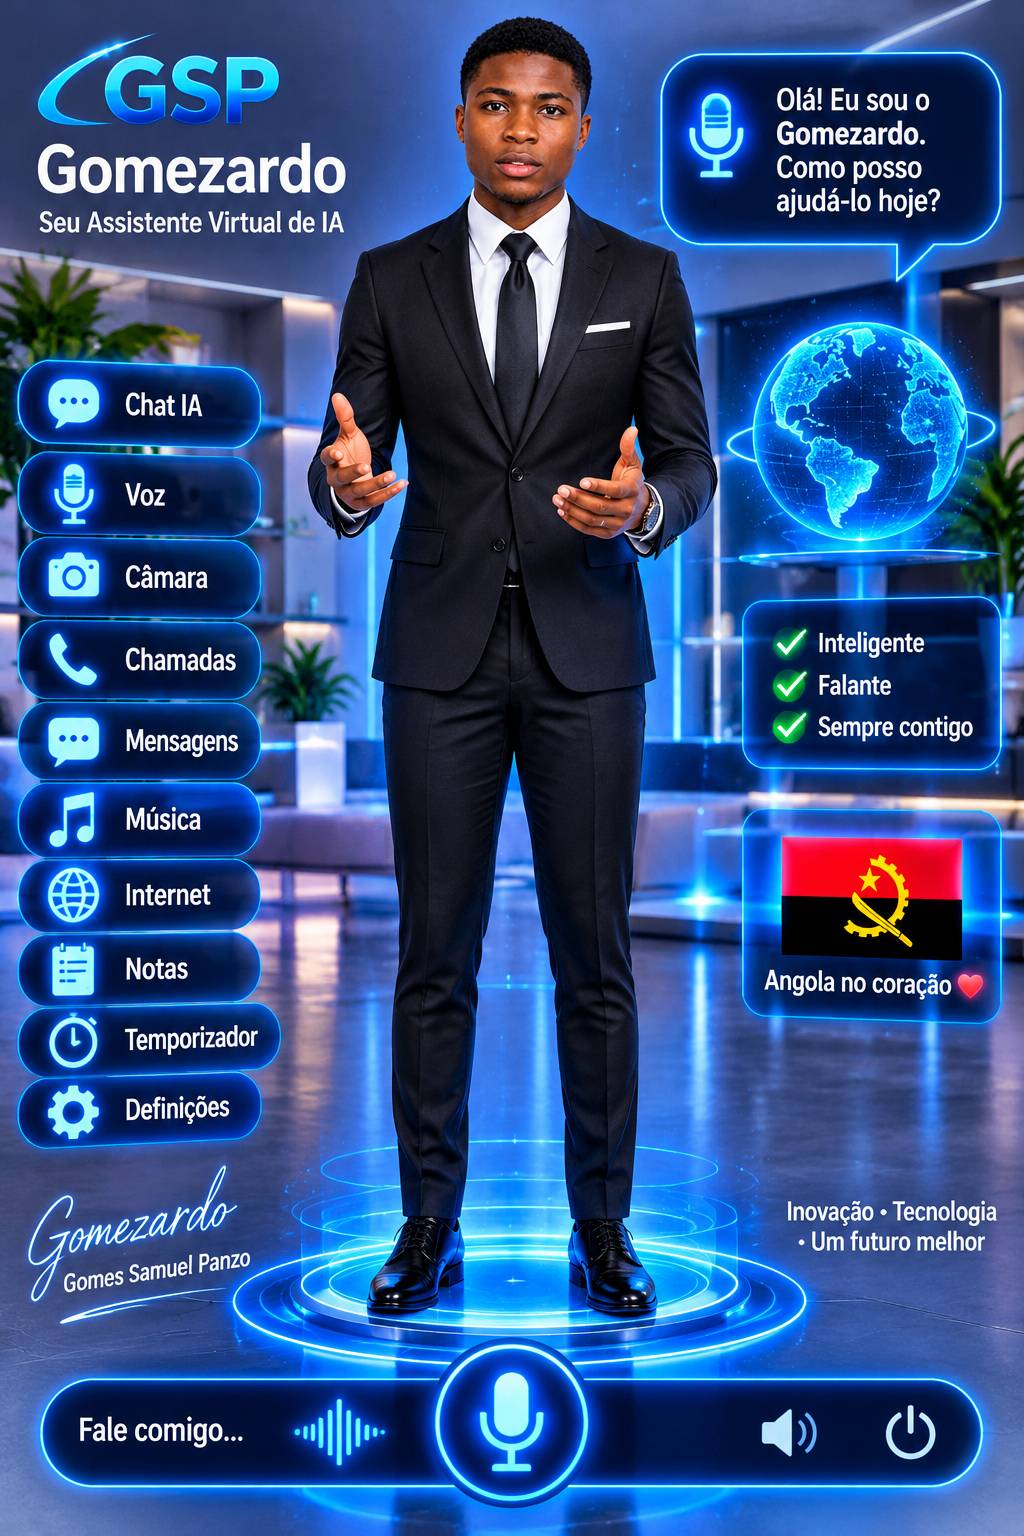 GSP
Gomezardo
Seu Assistente Virtual de IA
Olá! Eu sou o
Gomezardo.
Como posso
ajudá-lo hoje?
Chat IA
Voz
Câmara
Chamadas
Mensagens
Música
Internet
Notas
Temporizador
Definições
Inteligente
Falante
Sempre contigo
Angola no coração
Gomezardo
Gomes Samuel Panzo
Inovação • Tecnologia
• Um futuro melhor
Fale comigo...